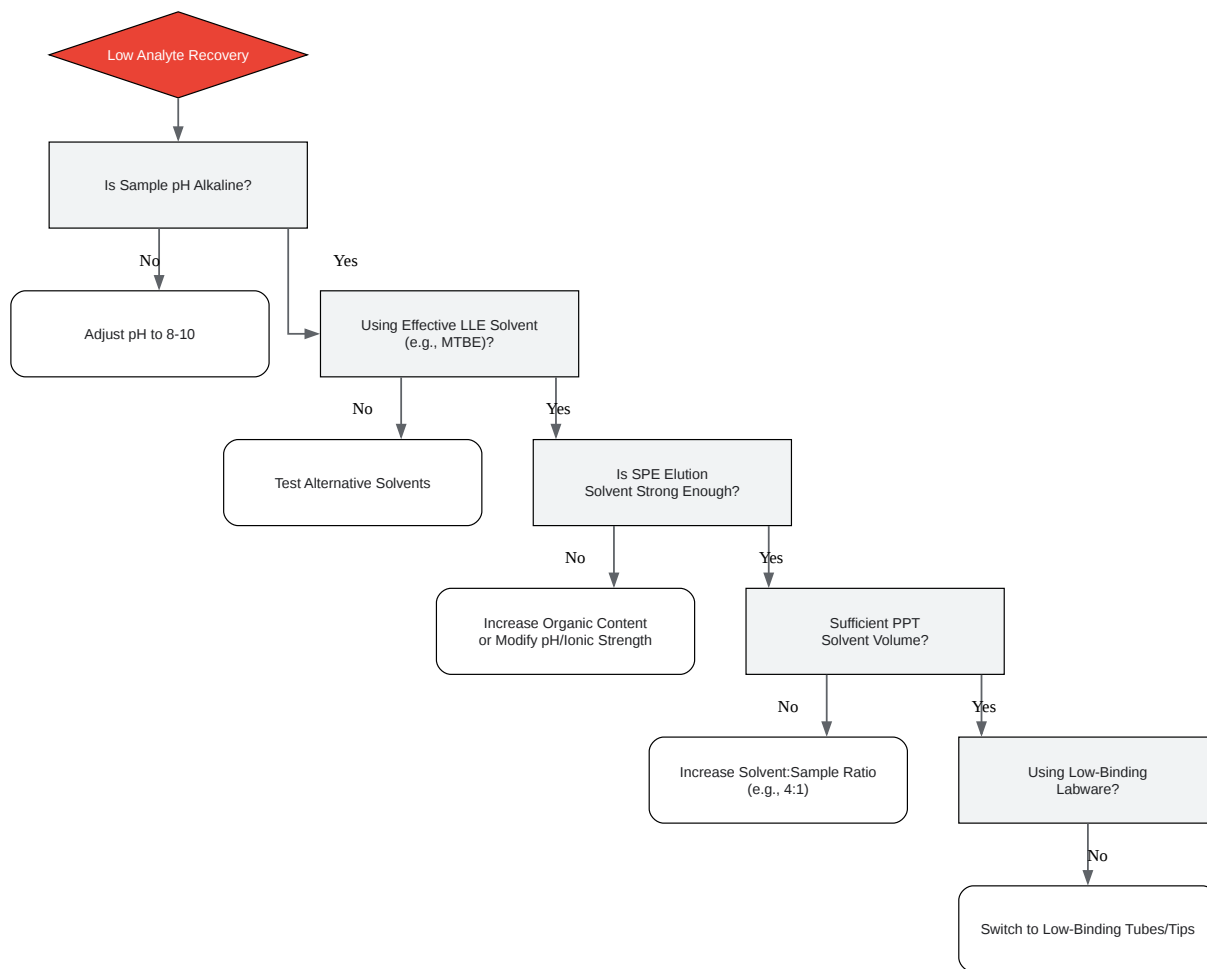 Low Analyte Recovery
Is Sample pH Alkaline?
No
Yes
Adjust pH to 8-10
Using Effective LLE Solvent
(e.g., MTBE)?
No
Yes
Test Alternative Solvents
Is SPE Elution
Solvent Strong Enough?
No
Yes
Increase Organic Content
or Modify pH/Ionic Strength
Sufficient PPT
Solvent Volume?
No
Yes
Increase Solvent:Sample Ratio
(e.g., 4:1)
Using Low-Binding
Labware?
No
Switch to Low-Binding Tubes/Tips